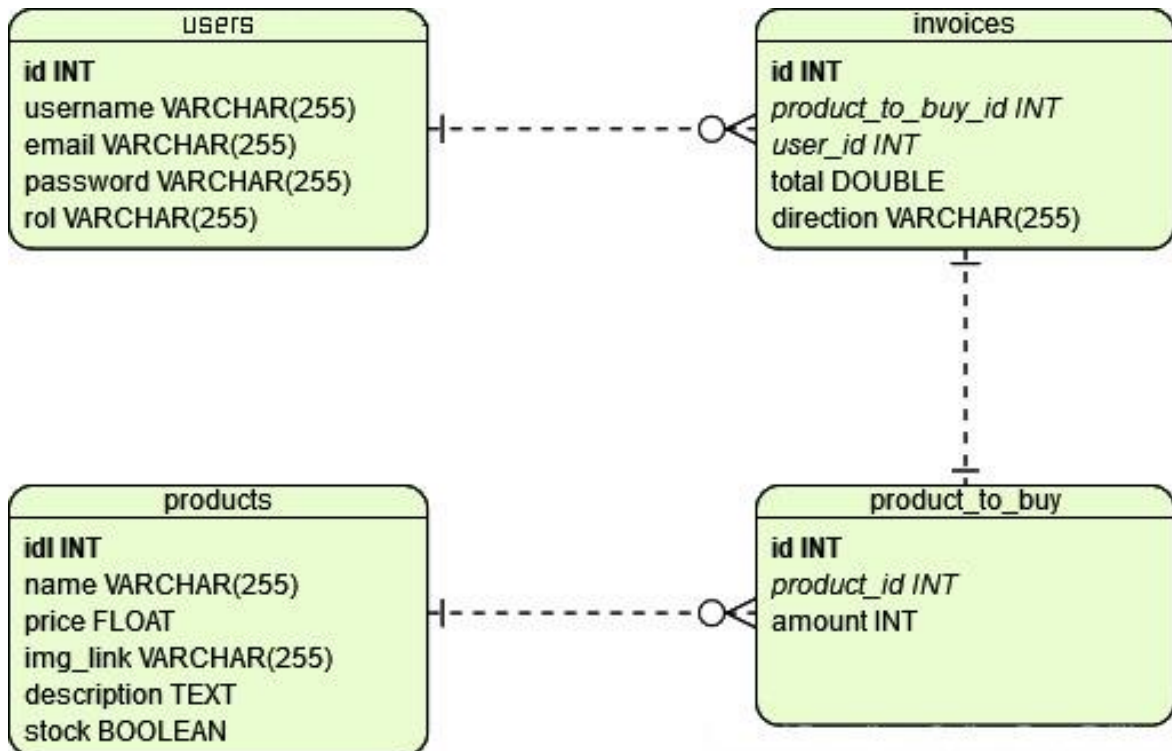 users
id INT
username VARCHAR(255)
email VARCHAR(255)
password VARCHAR(255)
rol VARCHAR(255)
invoices
id INT
product_to_buy_id INT
user_id INT
total DOUBLE
direction VARCHAR(255)
products
idl INT
name VARCHAR(255)
price FLOAT
img_link VARCHAR(255)
description TEXT
stock BOOLEAN
product_to_buy
id INT
product_id INT
amount INT